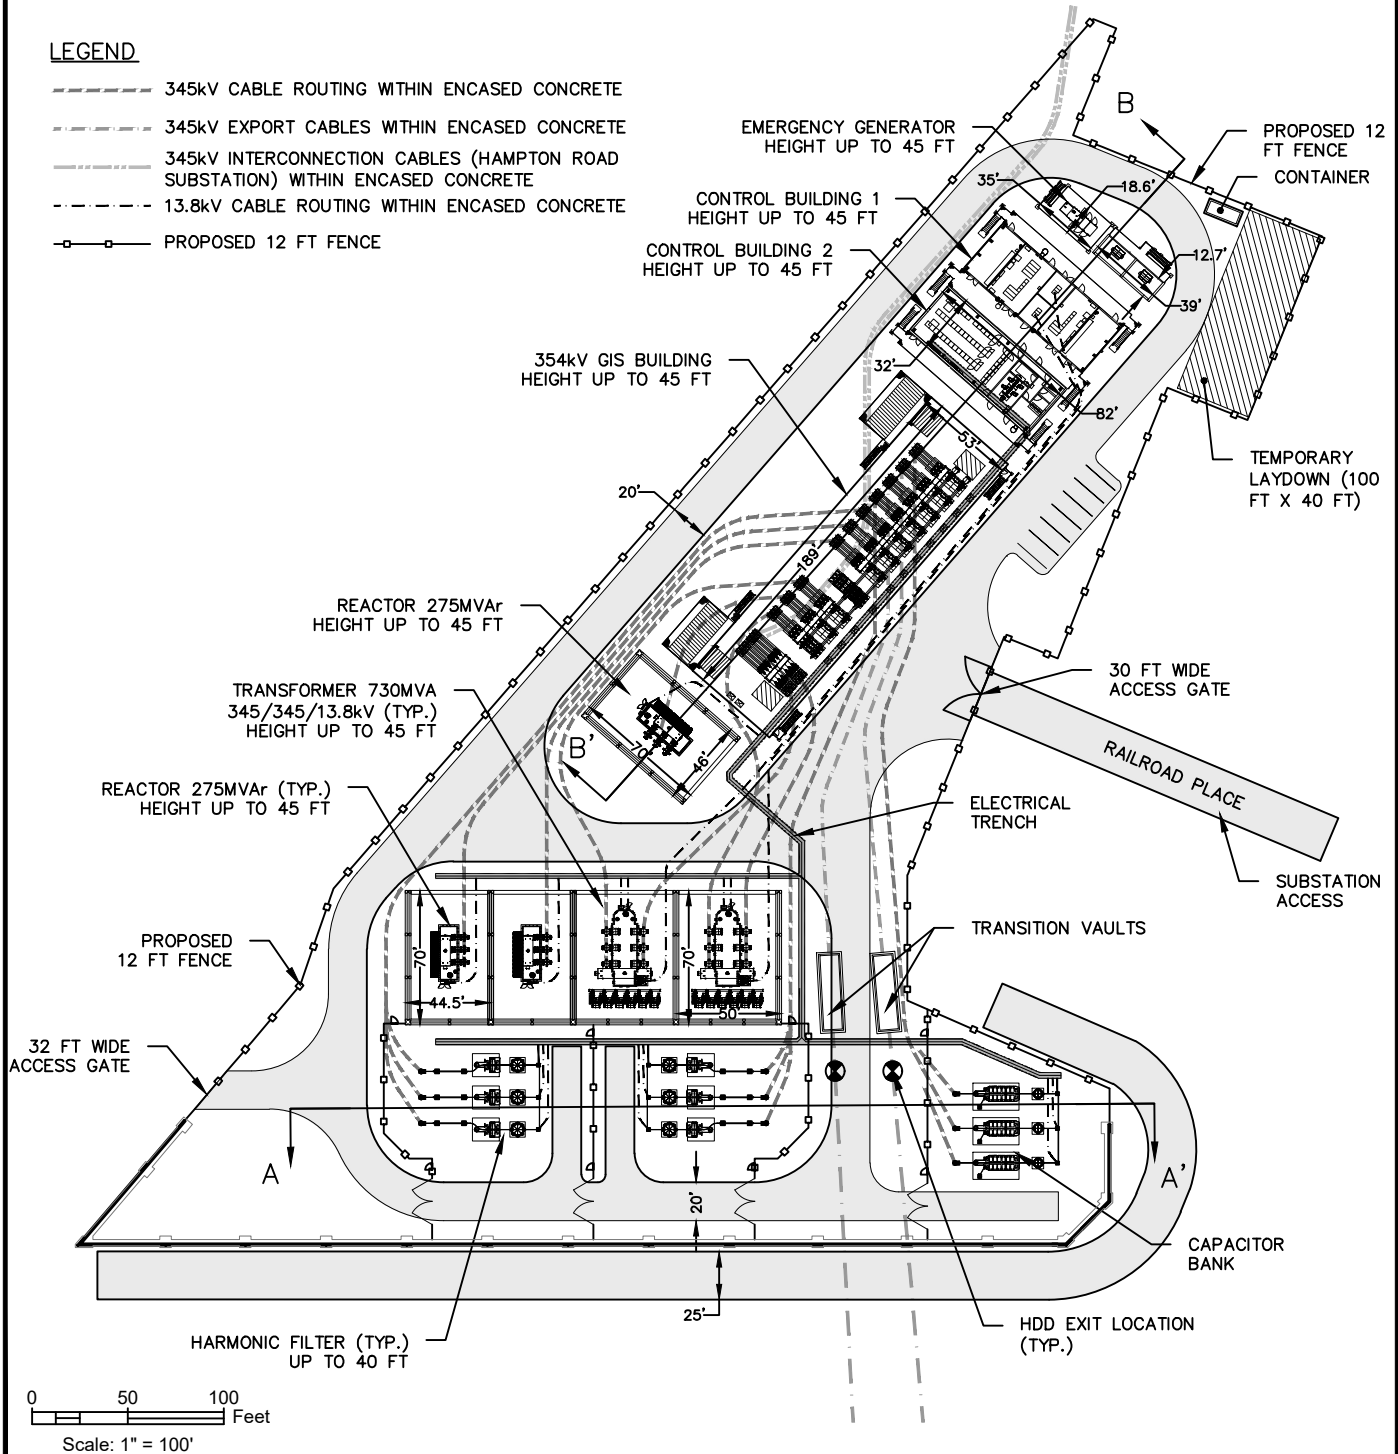 LEGEND
345kV CABLE ROUTING WITHIN ENCASED CONCRETE
345kV EXPORT CABLES WITHIN ENCASED CONCRETE
345kV INTERCONNECTION CABLES (HAMPTON ROAD
SUBSTATION) WITHIN ENCASED CONCRETE
13.8kV CABLE ROUTING WITHIN ENCASED CONCRETE
PROPOSED 12 FT FENCE
B
EMERGENCY GENERATOR
HEIGHT UP TO 45 FT
PROPOSED 12
FT FENCE
CONTAINER
35'
18.6'
CONTROL BUILDING 1
HEIGHT UP TO 45 FT
CONTROL BUILDING 2
HEIGHT UP TO 45 FT
12.7'
39'
354kV GIS BUILDING
HEIGHT UP TO 45 FT
32'
82'
53'
TEMPORARY
LAYDOWN (100
FT X 40 FT)
20'
189'
REACTOR 275MVAr
HEIGHT UP TO 45 FT
30 FT WIDE
ACCESS GATE
TRANSFORMER 730MVA
345/345/13.8kV (TYP.)
HEIGHT UP TO 45 FT
B'
70'
46'
RAILROAD PLACE
REACTOR 275MVAr (TYP.)
HEIGHT UP TO 45 FT
ELECTRICAL
TRENCH
SUBSTATION
ACCESS
TRANSITION VAULTS
PROPOSED
12 FT FENCE
70'
70'
44.5'
50'
32 FT WIDE
ACCESS GATE
A
A'
20'
CAPACITOR
BANK
25'
HDD EXIT LOCATION
(TYP.)
HARMONIC FILTER (TYP.)
UP TO 40 FT
0 50 100
Feet
Scale: 1" = 100'